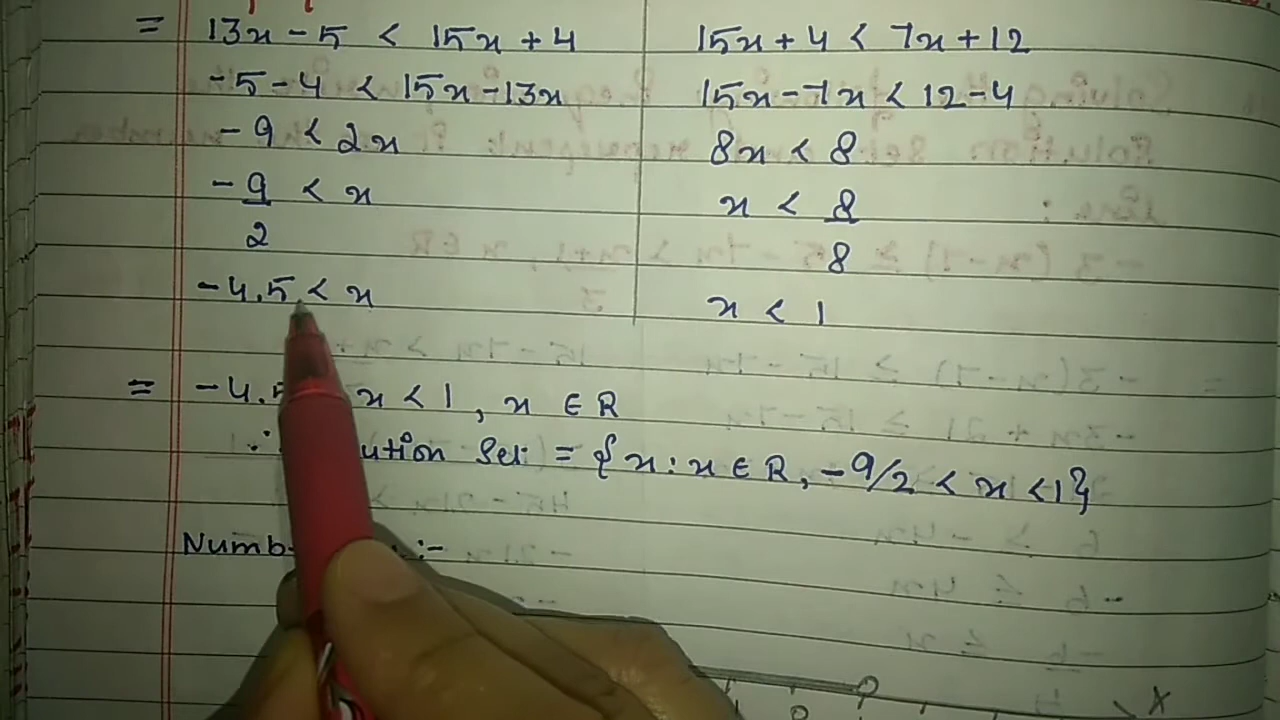 = 13x - 5 < 15x + 4 15x + 4 < 7x + 12
-5 - 4 < 15x - 13x 15x - 7x < 12 - 4
-9 < 2x 8x < 8
-9/2 < x x < 8/8
-4.5 < x x < 1
= -4.5 x < 1, x ∈ R
∴ ution Set = {x : x ∈ R, -9/2 < x < 1}
Numb :-